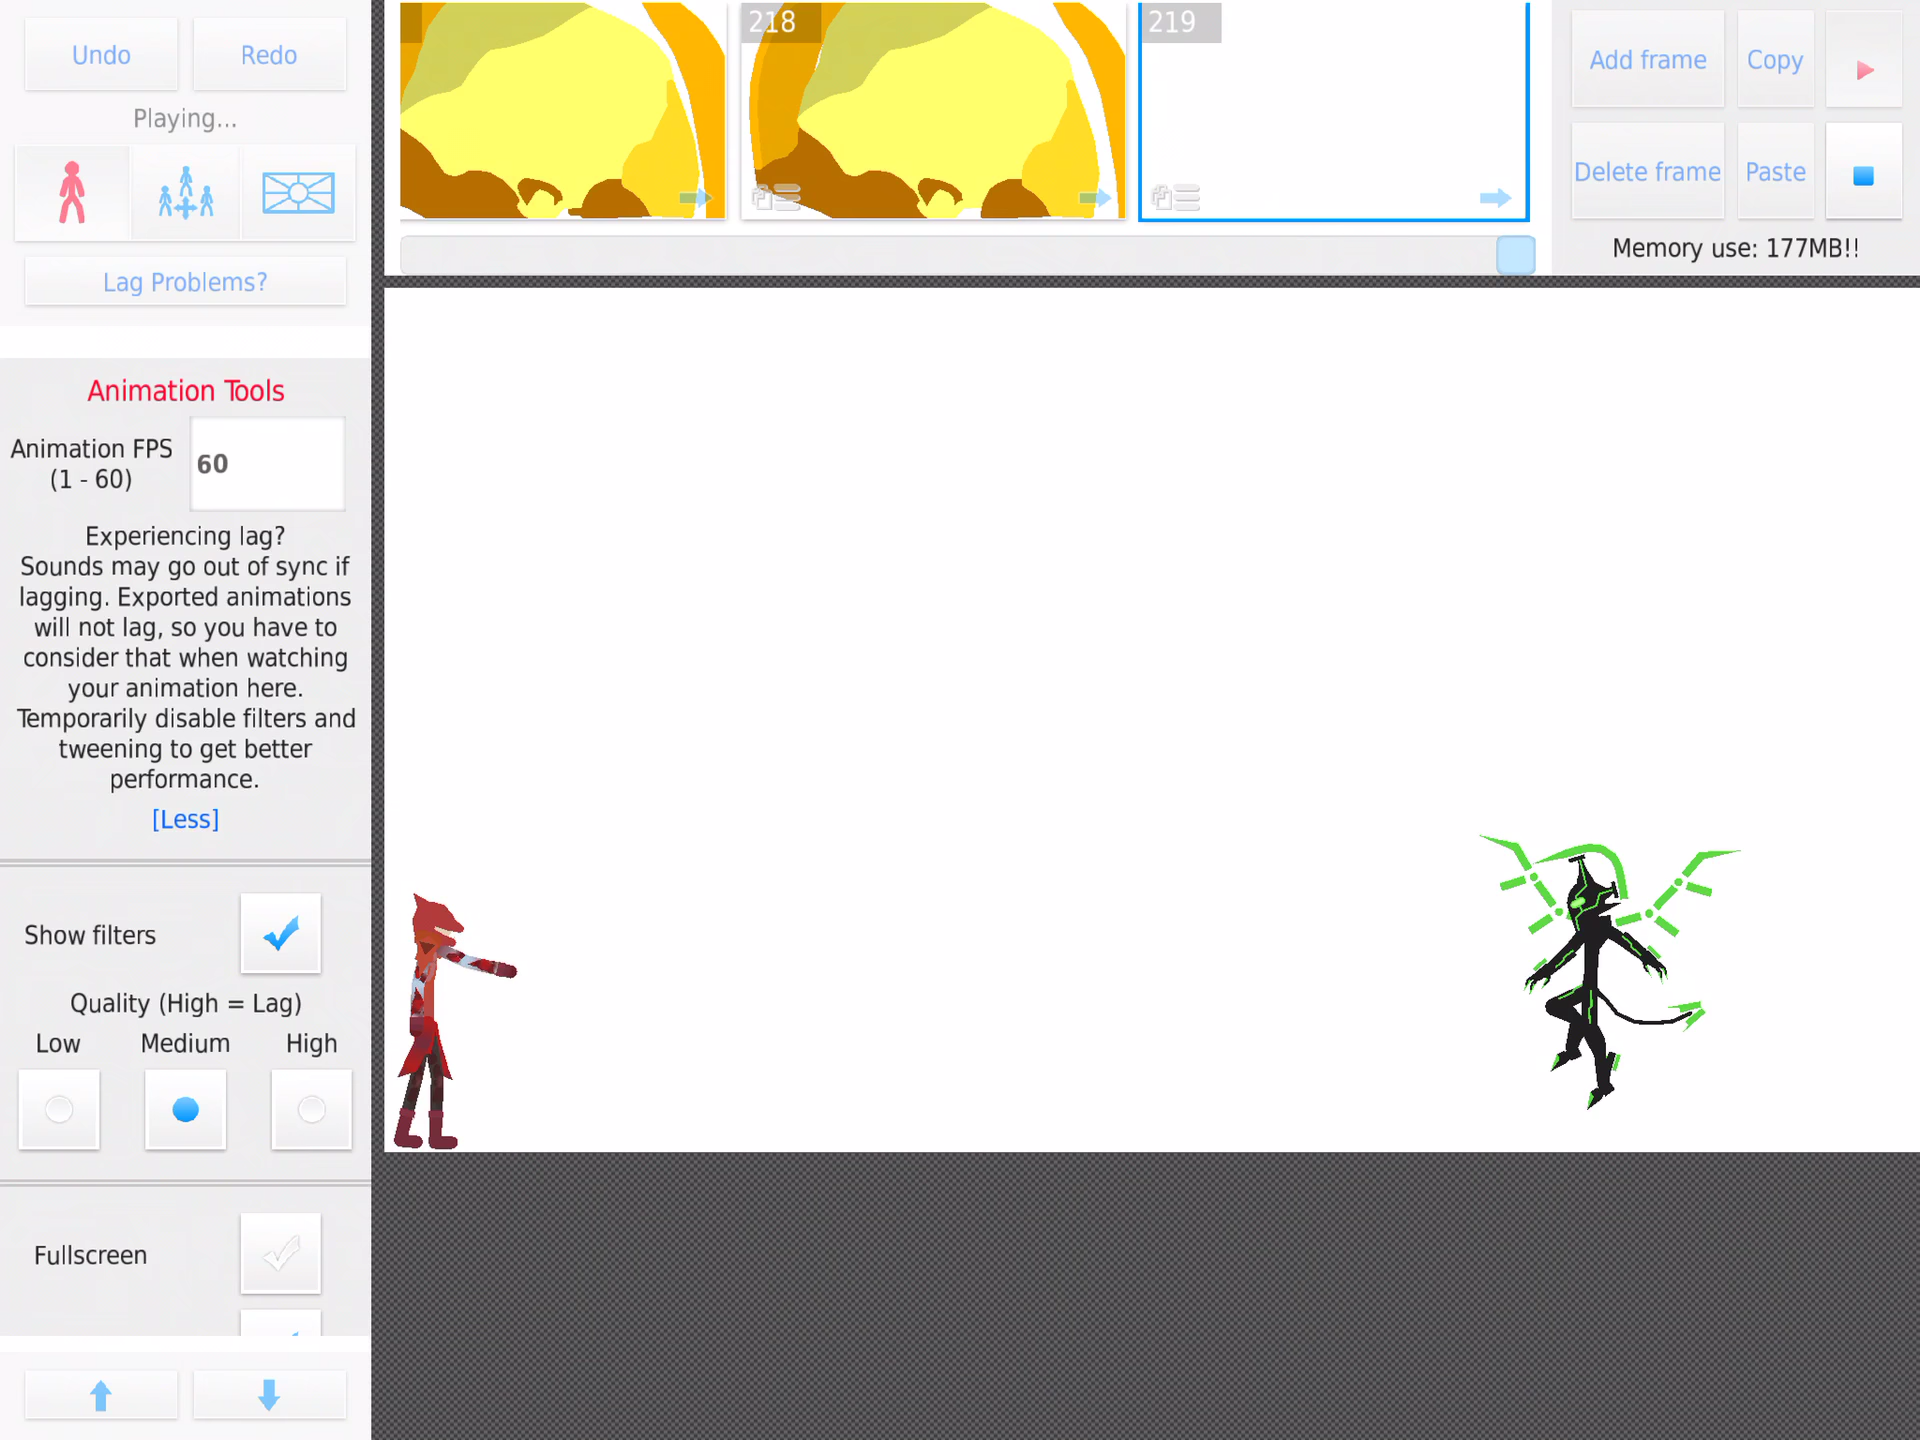 Undo
Redo
Playing...
Lag Problems?
218
219
Add frame
Copy
Delete frame
Paste
Memory use: 177MB!!
Animation Tools
Animation FPS
(1 - 60)
60
Experiencing lag?
Sounds may go out of sync if
lagging. Exported animations
will not lag, so you have to
consider that when watching
your animation here.
Temporarily disable filters and
tweening to get better
performance.
[Less]
Show filters
Quality (High = Lag)
Low
Medium
High
Fullscreen